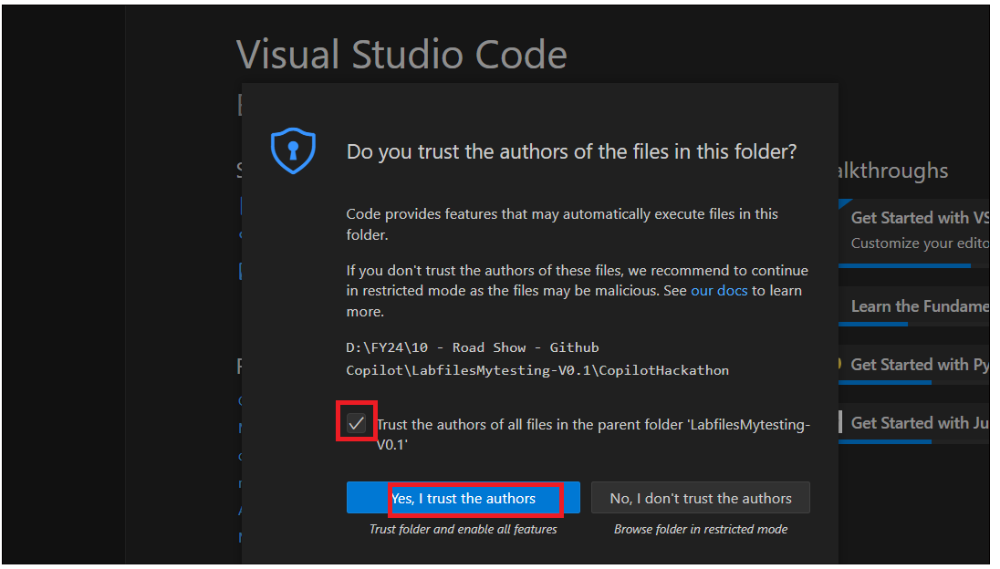 Visual Studio Code
Do you trust the authors of the files in this folder?
alkthroughs
Code provides features that may automatically execute files in this
folder.
Get Started with VS
Customize your edito
If you don't trust the authors of these files, we recommend to continue
in restricted mode as the files may be malicious. See our docs to learn
more.
Learn the Fundame
D:\FY24\10 - Road Show - Github
Copilot\LabfilesMytesting-V0.1\CopilotHackathon
Get Started with Py
Trust the authors of all files in the parent folder 'LabfilesMytesting-
V0.1'
Get Started with Ju
Yes, I trust the authors
No, I don't trust the authors
Trust folder and enable all features
Browse folder in restricted mode